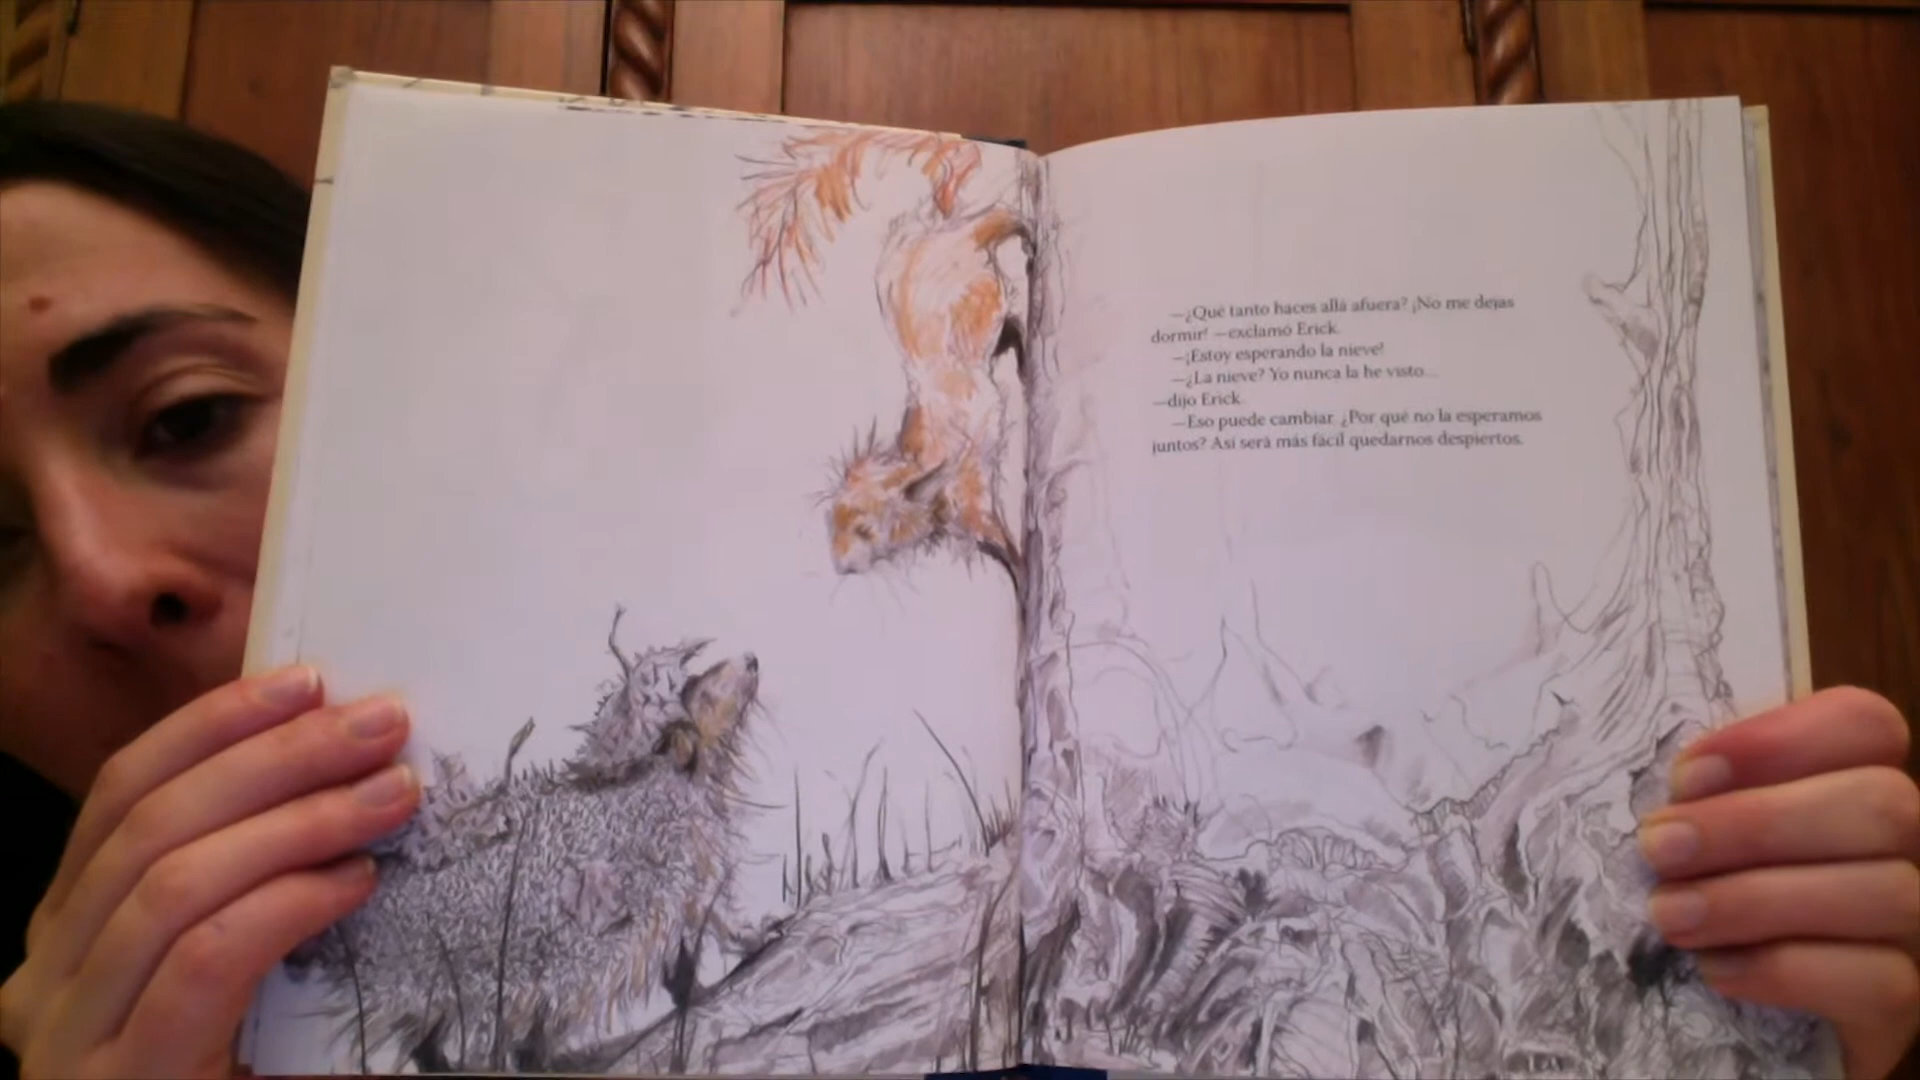 —¿Qué tanto haces allá afuera? ¡No me dejas
dormir! —exclamó Erick.
—¡Estoy esperando la nieve!
—¿La nieve? Yo nunca la he visto...
—dijo Erick.
—Eso puede cambiar. ¿Por qué no la esperamos
juntos? Así será más fácil quedarnos despiertos.